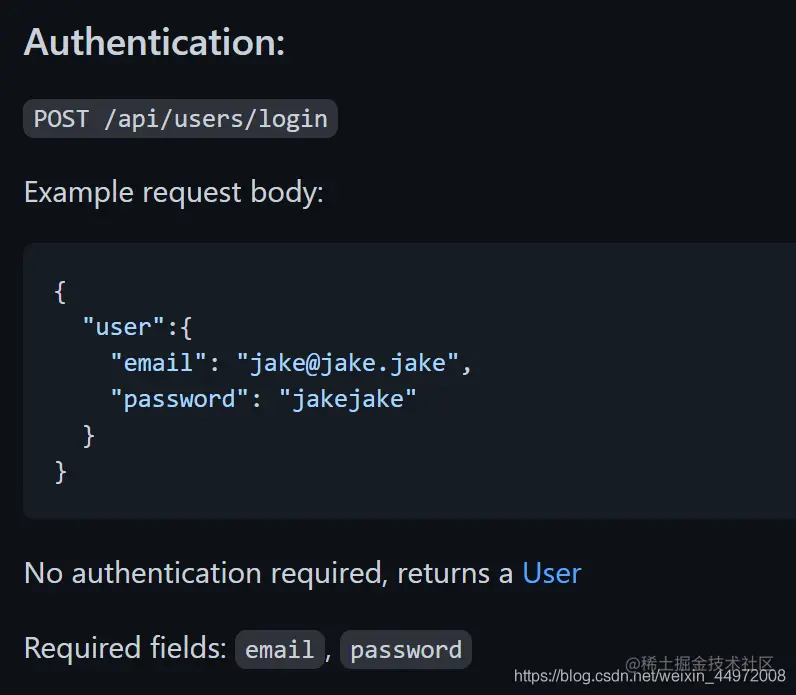 Authentication:
POST /api/users/login
Example request body:
{
"user":{
"email": "jake@jake.jake",
"password": "jakejake"
}
}
No authentication required, returns a User
Required fields: email, password
@稀土掘金技术社区
https://blog.csdn.net/weixin_44972008